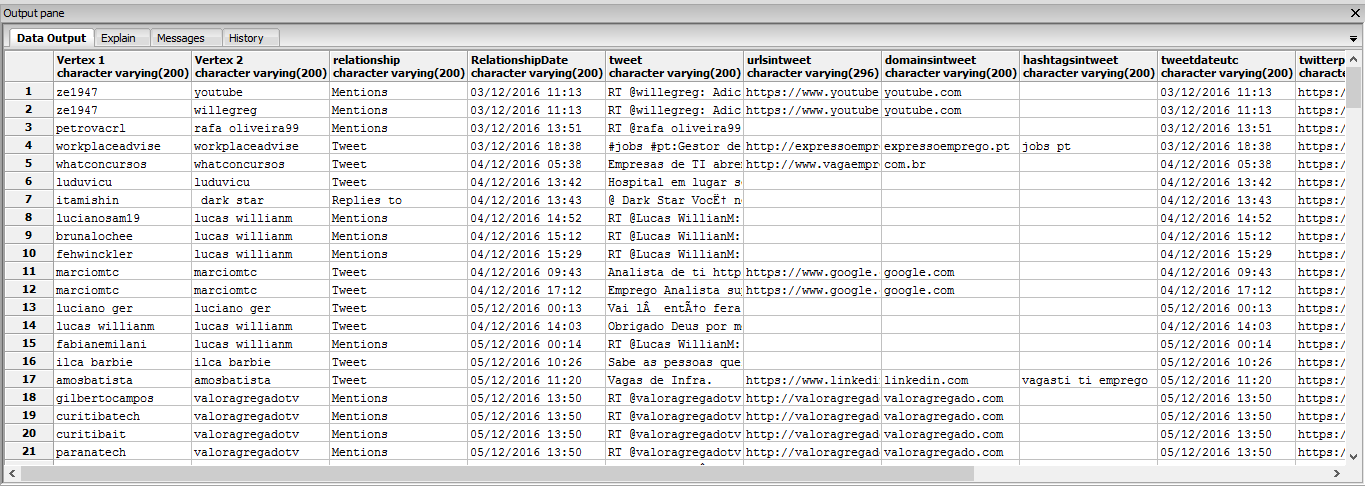 Output pane
Data Output Explain Messages History
Vertex 1 Vertex 2 relationship RelationshipDate tweet urlsintweet domainsintweet hashtagsintweet tweetdateutc twitterp
character varying(200) character varying(200) character varying(200) character varying(200) character varying(200) character varying(296) character varying(200) character varying(200) character varying(200) characte
1 ze1947 youtube Mentions 03/12/2016 11:13 RT @willegreg: Adic https://www.youtube youtube.com 03/12/2016 11:13 https:/
2 ze1947 willegreg Mentions 03/12/2016 11:13 RT @willegreg: Adic https://www.youtube youtube.com 03/12/2016 11:13 https:/
3 petrovacrl rafa oliveira99 Mentions 03/12/2016 13:51 RT @rafa oliveira99 03/12/2016 13:51 https:/
4 workplaceadvise workplaceadvise Tweet 03/12/2016 18:38 #jobs #pt:Gestor de http://expressoempr expressoemprego.pt jobs pt 03/12/2016 18:38 https:/
5 whatconcursos whatconcursos Tweet 04/12/2016 05:38 Empresas de TI abre http://www.vagaempr com.br 04/12/2016 05:38 https:/
6 luduvicu luduvicu Tweet 04/12/2016 13:42 Hospital em lugar s 04/12/2016 13:42 https:/
7 itamishin dark star Replies to 04/12/2016 13:43 @ Dark Star VocË† n 04/12/2016 13:43 https:/
8 lucianosam19 lucas willianm Mentions 04/12/2016 14:52 RT @Lucas WillianM: 04/12/2016 14:52 https:/
9 brunalochee lucas willianm Mentions 04/12/2016 15:12 RT @Lucas WillianM: 04/12/2016 15:12 https:/
10 fehwinckler lucas willianm Mentions 04/12/2016 15:29 RT @Lucas WillianM: 04/12/2016 15:29 https:/
11 marciomtc marciomtc Tweet 04/12/2016 09:43 Analista de ti http https://www.google. google.com 04/12/2016 09:43 https:/
12 marciomtc marciomtc Tweet 04/12/2016 17:12 Emprego Analista su https://www.google. google.com 04/12/2016 17:12 https:/
13 luciano ger luciano ger Tweet 05/12/2016 00:13 Vai lÂ  entÃ†o fera 05/12/2016 00:13 https:/
14 lucas willianm lucas willianm Tweet 04/12/2016 14:03 Obrigado Deus por m 04/12/2016 14:03 https:/
15 fabianemilani lucas willianm Mentions 05/12/2016 00:14 RT @Lucas WillianM: 05/12/2016 00:14 https:/
16 ilca barbie ilca barbie Tweet 05/12/2016 10:26 Sabe as pessoas que 05/12/2016 10:26 https:/
17 amosbatista amosbatista Tweet 05/12/2016 11:20 Vagas de Infra. https://www.linkedi linkedin.com vagasti ti emprego 05/12/2016 11:20 https:/
18 gilbertocampos valoragregadotv Mentions 05/12/2016 13:50 RT @valoragregadotv http://valoragregad valoragregado.com 05/12/2016 13:50 https:/
19 curitibatech valoragregadotv Mentions 05/12/2016 13:50 RT @valoragregadotv http://valoragregad valoragregado.com 05/12/2016 13:50 https:/
20 curitibait valoragregadotv Mentions 05/12/2016 13:50 RT @valoragregadotv http://valoragregad valoragregado.com 05/12/2016 13:50 https:/
21 paranatech valoragregadotv Mentions 05/12/2016 13:50 RT @valoragregadotv http://valoragregad valoragregado.com 05/12/2016 13:50 https:/